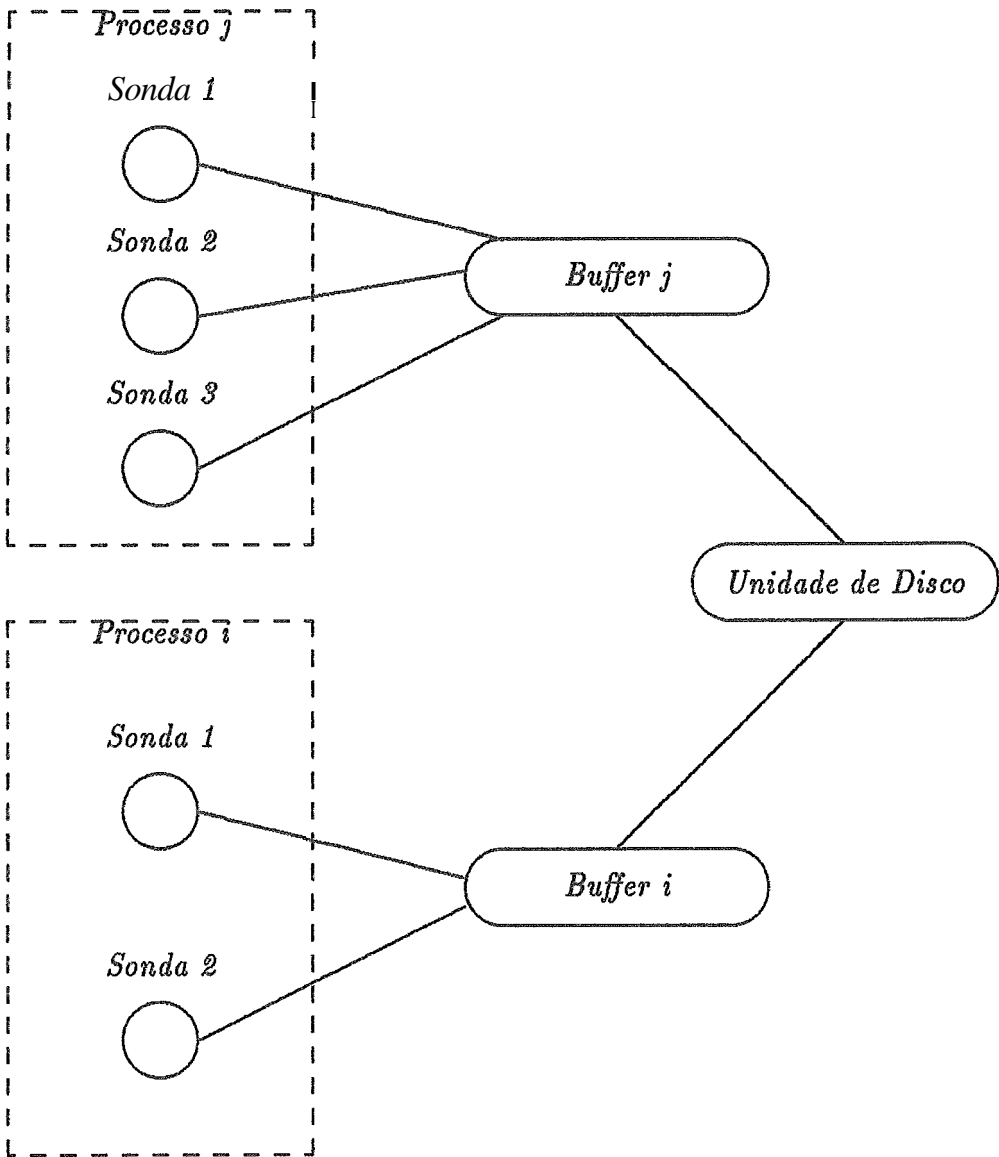 Processo j
Sonda 1
Sonda 2
Buffer j
Sonda 3
Unidade de Disco
Processo i
Sonda 1
Buffer i
Sonda 2